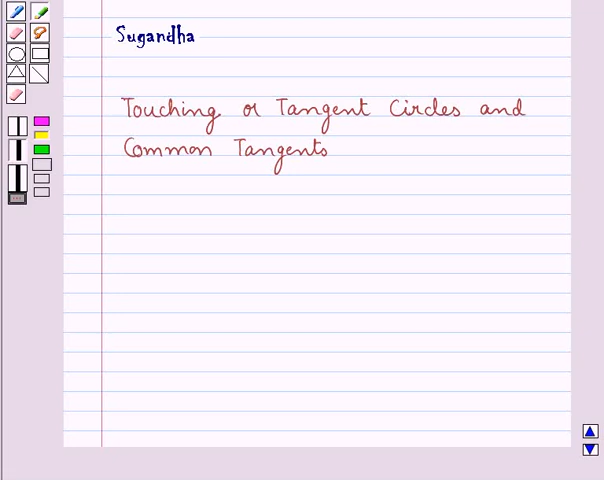 Sugandha
Touching or Tangent Circles and
Common Tangents